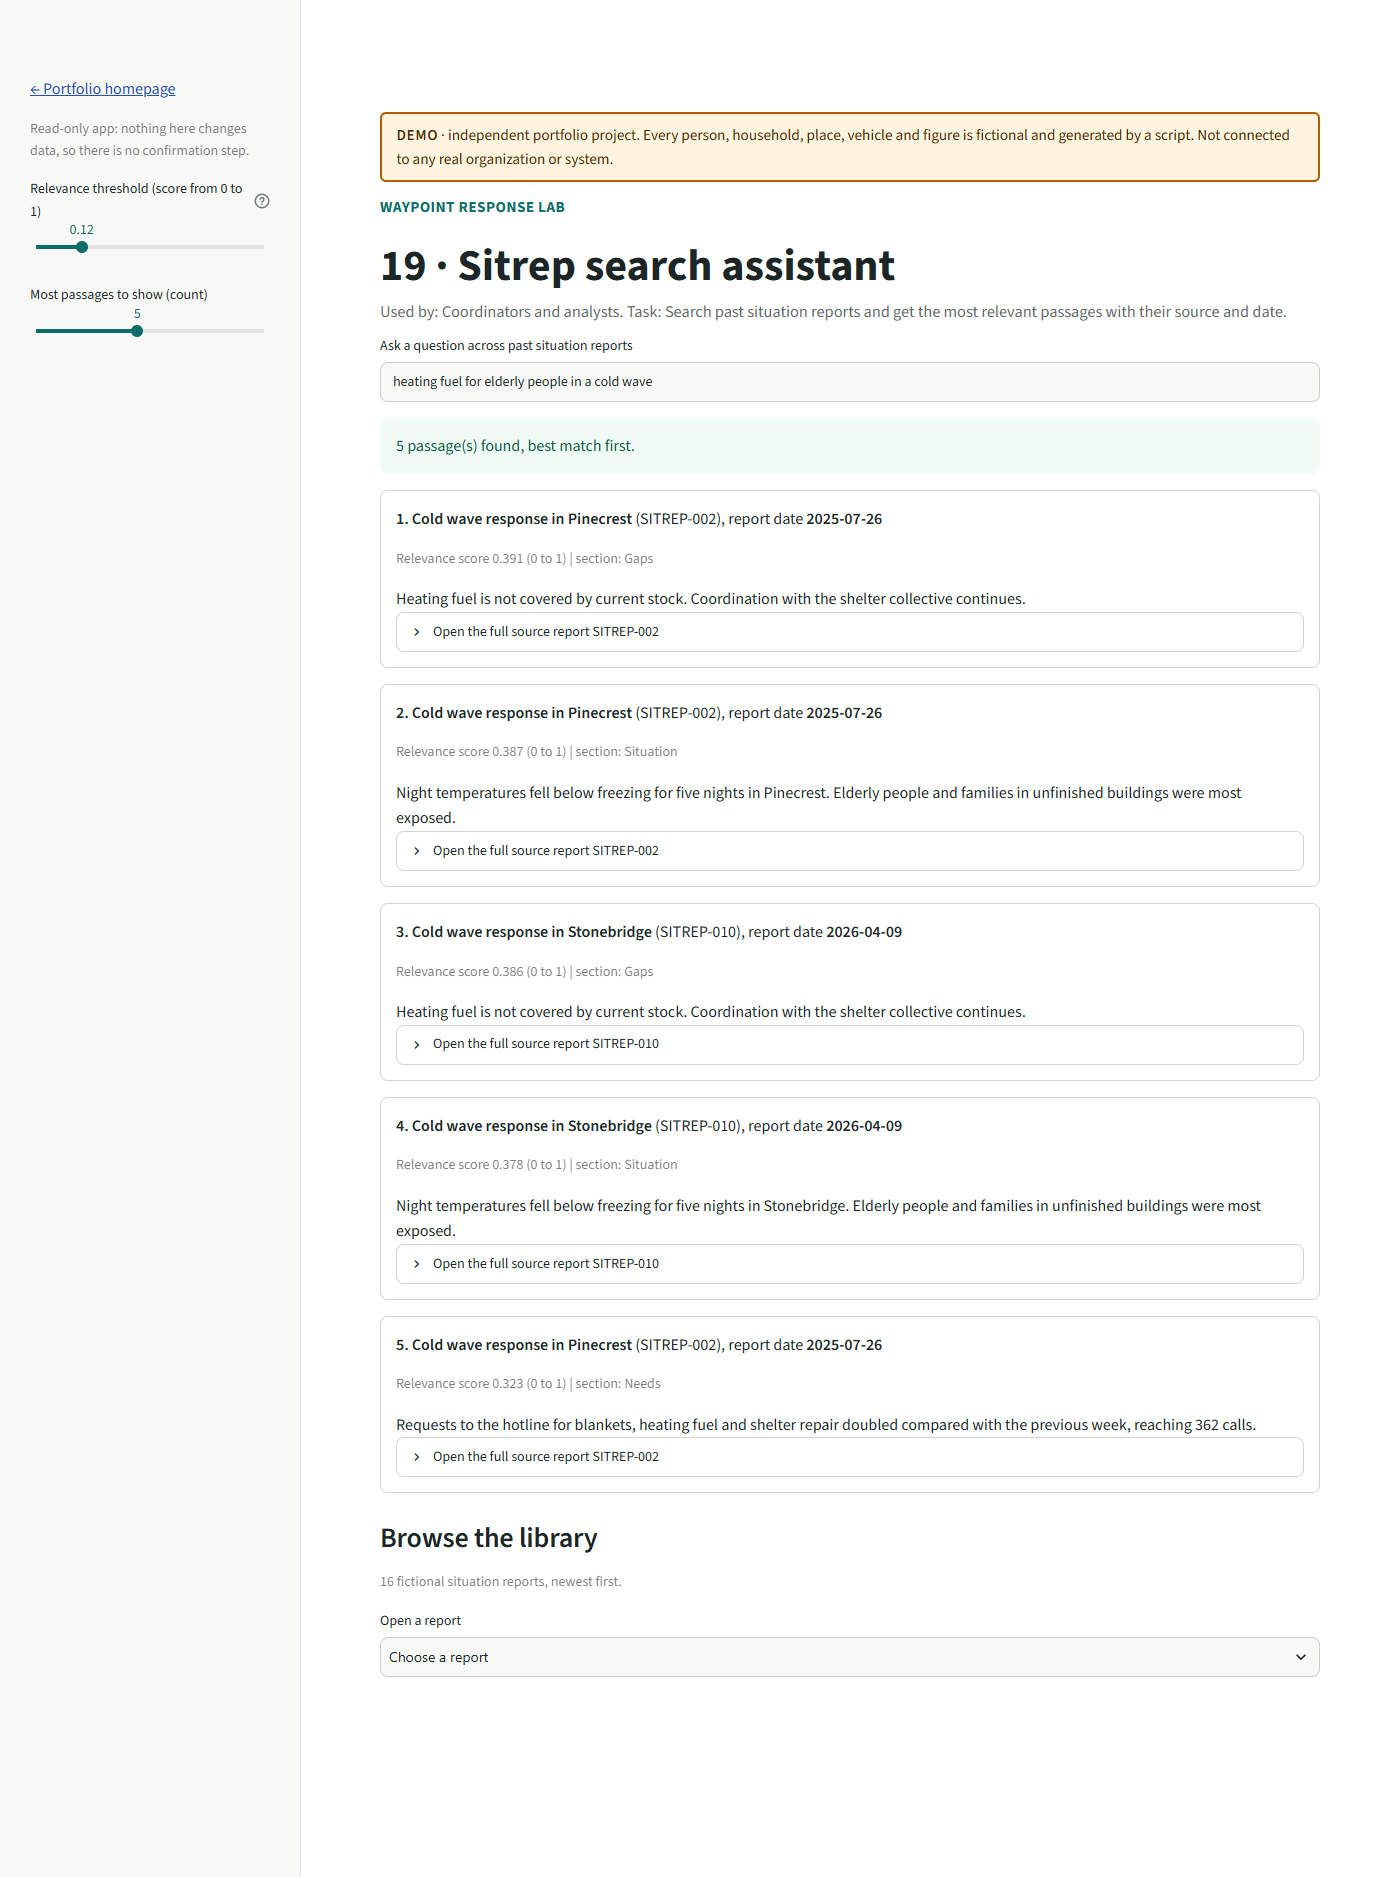 ← Portfolio homepage
Read-only app: nothing here changes
data, so there is no confirmation step.
Relevance threshold (score from 0 to
1)
0.12
Most passages to show (count)
5
DEMO · independent portfolio project. Every person, household, place, vehicle and figure is fictional and generated by a script. Not connected
to any real organization or system.
WAYPOINT RESPONSE LAB
19 · Sitrep search assistant
Used by: Coordinators and analysts. Task: Search past situation reports and get the most relevant passages with their source and date.
Ask a question across past situation reports
heating fuel for elderly people in a cold wave
5 passage(s) found, best match first.
1. Cold wave response in Pinecrest (SITREP-002), report date 2025-07-26
Relevance score 0.391 (0 to 1) | section: Gaps
Heating fuel is not covered by current stock. Coordination with the shelter collective continues.
Open the full source report SITREP-002
2. Cold wave response in Pinecrest (SITREP-002), report date 2025-07-26
Relevance score 0.387 (0 to 1) | section: Situation
Night temperatures fell below freezing for five nights in Pinecrest. Elderly people and families in unfinished buildings were most
exposed.
Open the full source report SITREP-002
3. Cold wave response in Stonebridge (SITREP-010), report date 2026-04-09
Relevance score 0.386 (0 to 1) | section: Gaps
Heating fuel is not covered by current stock. Coordination with the shelter collective continues.
Open the full source report SITREP-010
4. Cold wave response in Stonebridge (SITREP-010), report date 2026-04-09
Relevance score 0.378 (0 to 1) | section: Situation
Night temperatures fell below freezing for five nights in Stonebridge. Elderly people and families in unfinished buildings were most
exposed.
Open the full source report SITREP-010
5. Cold wave response in Pinecrest (SITREP-002), report date 2025-07-26
Relevance score 0.323 (0 to 1) | section: Needs
Requests to the hotline for blankets, heating fuel and shelter repair doubled compared with the previous week, reaching 362 calls.
Open the full source report SITREP-002
Browse the library
16 fictional situation reports, newest first.
Open a report
Choose a report